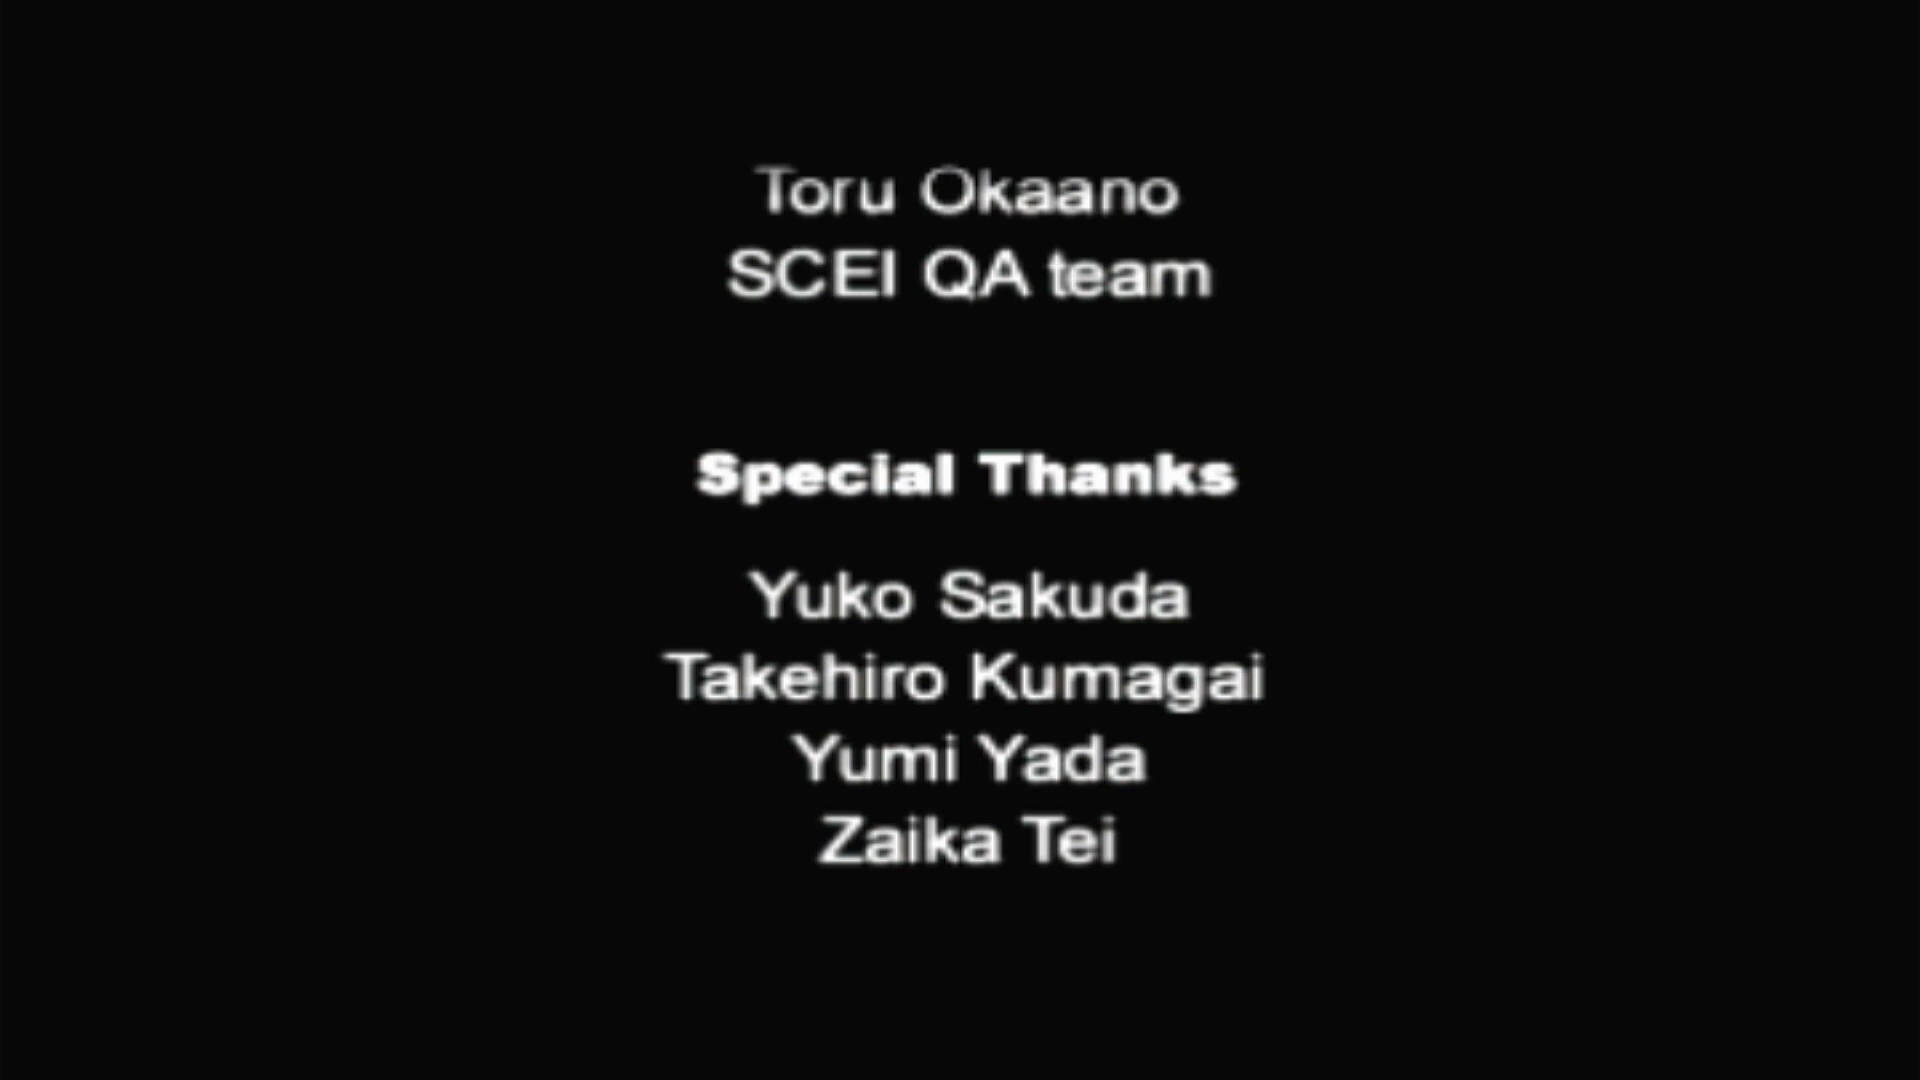 Toru Okaano
SCEI QA team
Special Thanks
Yuko Sakuda
Takehiro Kumagai
Yumi Yada
Zaika Tei